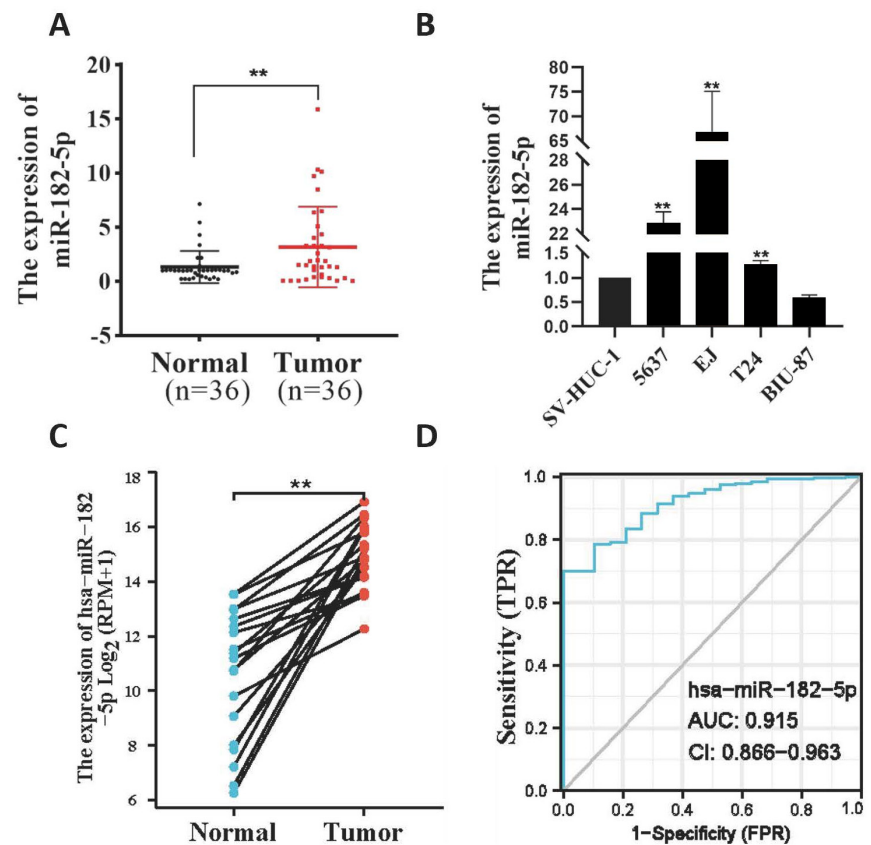 A
The expression of
miR-182-5p
20
15
10
5
0
-5
**
Normal
(n=36)
Tumor
(n=36)
B
The expression of
miR-182-5p
80
75
70
65
28
26
24
22
1.5
1.0
0.5
0.0
**
**
**
SV-HUC-1
5637
EJ
T24
BIU-87
C
The expression of hsa−miR−182
−5p Log2 (RPM+1)
18
16
14
12
10
8
6
**
Normal
Tumor
D
Sensitivity (TPR)
1.0
0.8
0.6
0.4
0.2
0.0
hsa−miR−182−5p
AUC: 0.915
CI: 0.866−0.963
0.0
0.2
0.4
0.6
0.8
1.0
1−Specificity (FPR)